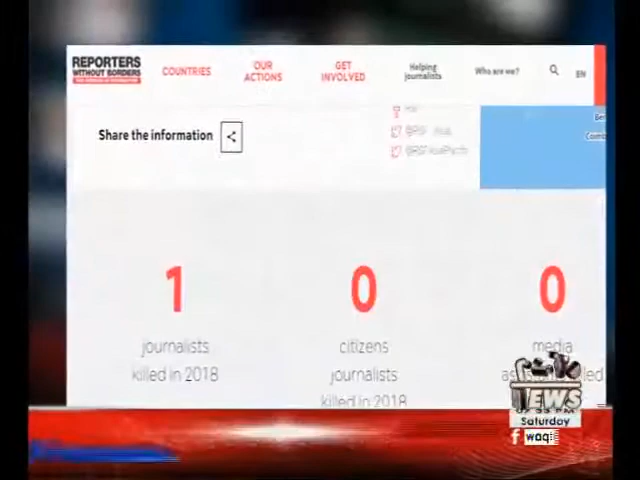 REPORTERS
WITHOUT BORDERS
COUNTRIES
OUR
ACTIONS
GET
INVOLVED
Helping
journalists
Who are we?
EN
Share the information
1
journalists
killed in 2018
0
citizens
journalists
killed in 2018
0
media
NEWS
Saturday